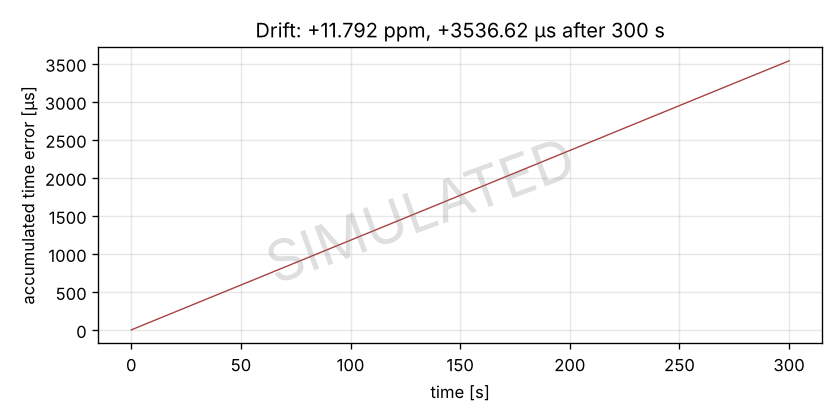 Drift: +11.792 ppm, +3536.62 µs after 300 s
accumulated time error [µs]
3500
3000
2500
2000
1500
1000
500
0
SIMULATED
0 50 100 150 200 250 300
time [s]